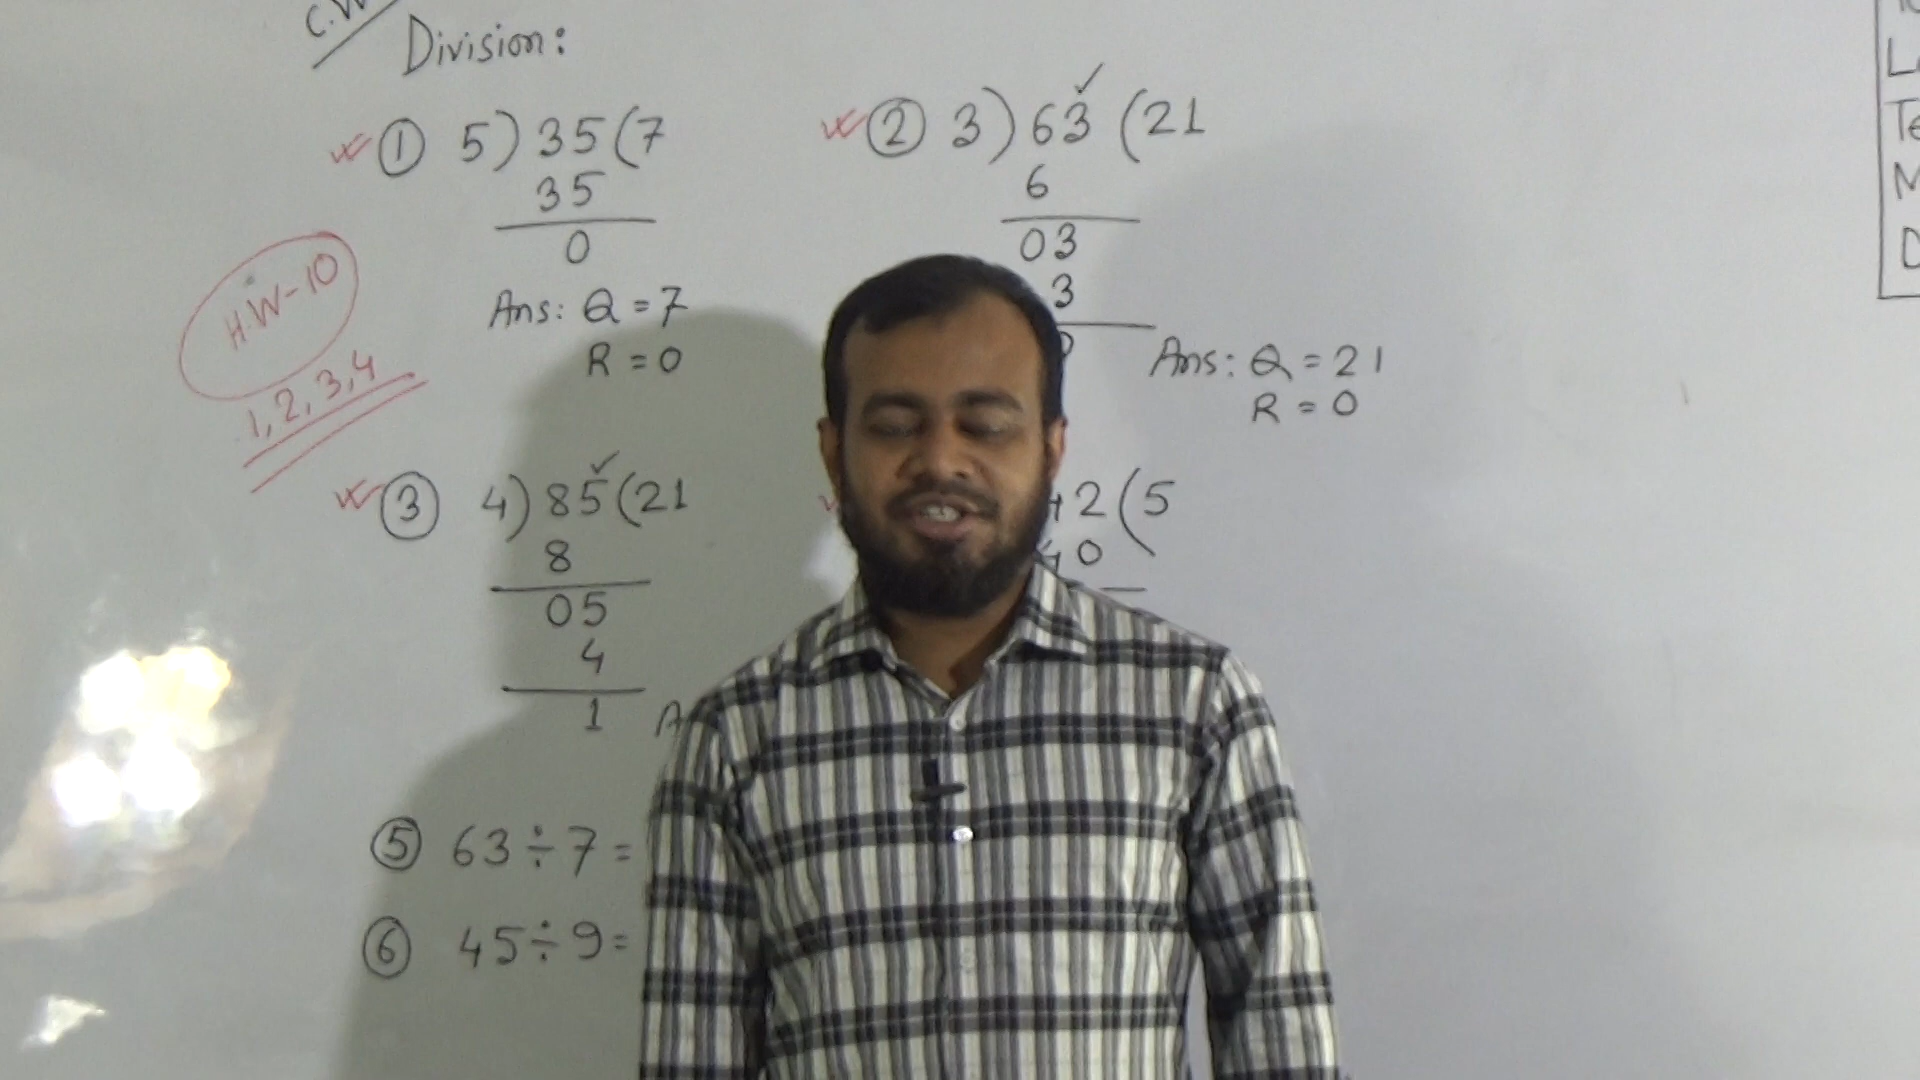 C.W
Division:
① 5) 35 (7
35
0
Ans: Q = 7
R = 0
② 3) 63 (21
6
03
3
Ans: Q = 21
R = 0
H.W-10
1, 2, 3, 4
③ 4) 85 (21
8
05
4
1
42 (5
40
⑤ 63 ÷ 7 =
⑥ 45 ÷ 9 =